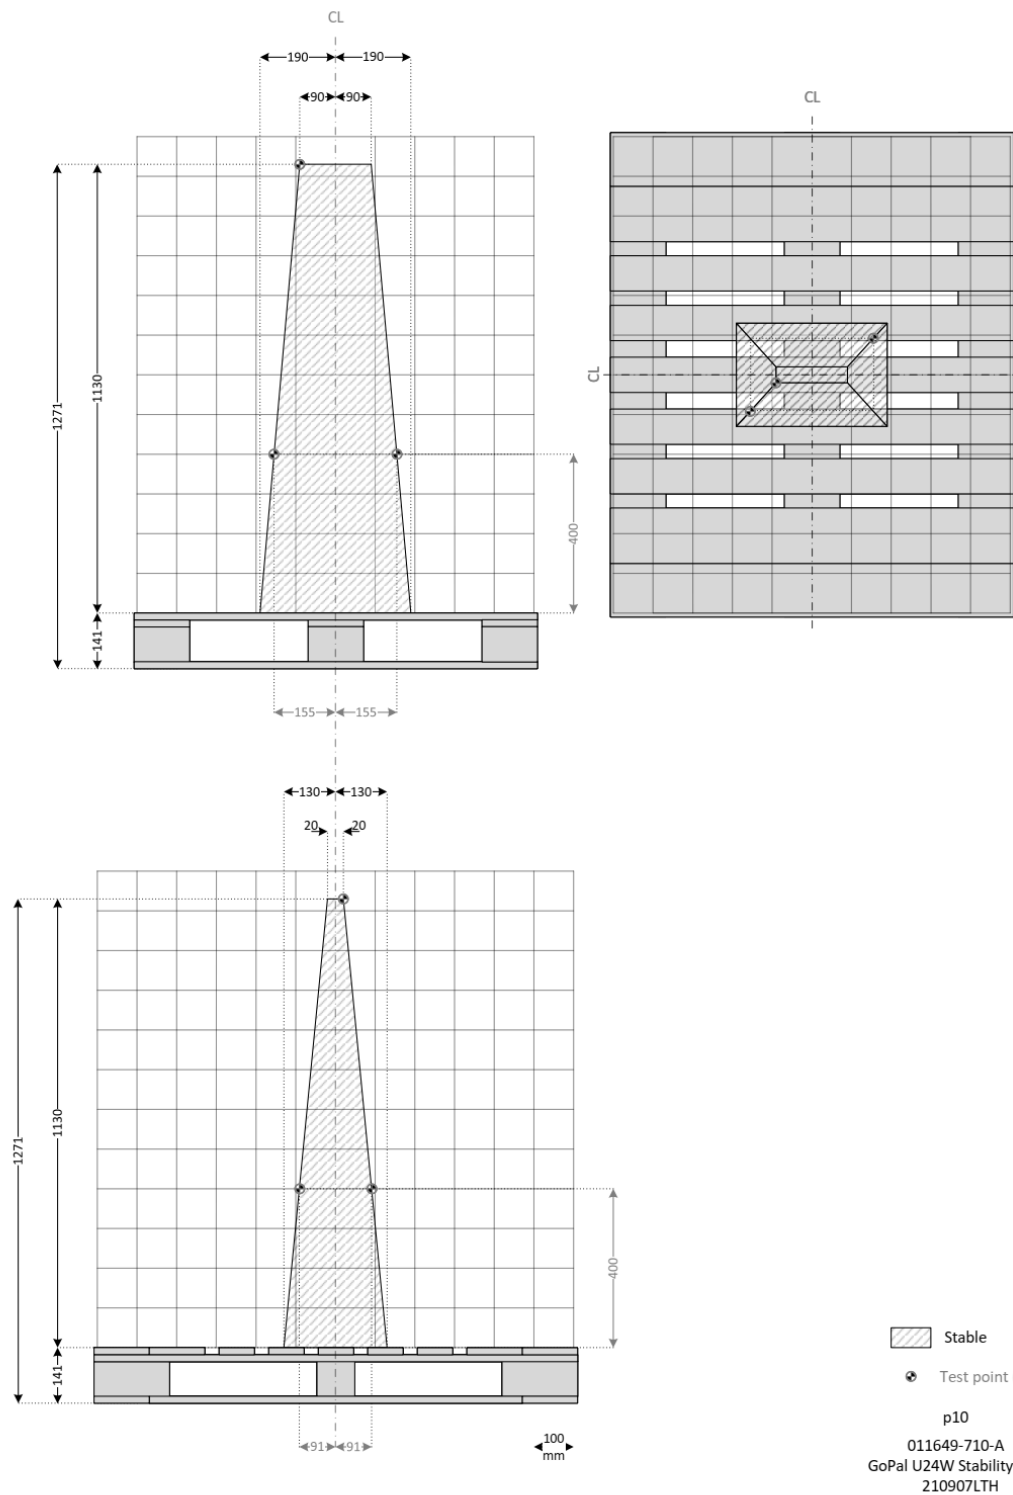 CL
190 190
90 90
CL
1271
1130
CL
400
141
155 155
130 130
20 20
1271
1130
400
141
Stable
Test point
p10
91 91
100
mm
011649-710-A
GoPal U24W Stability
210907LTH